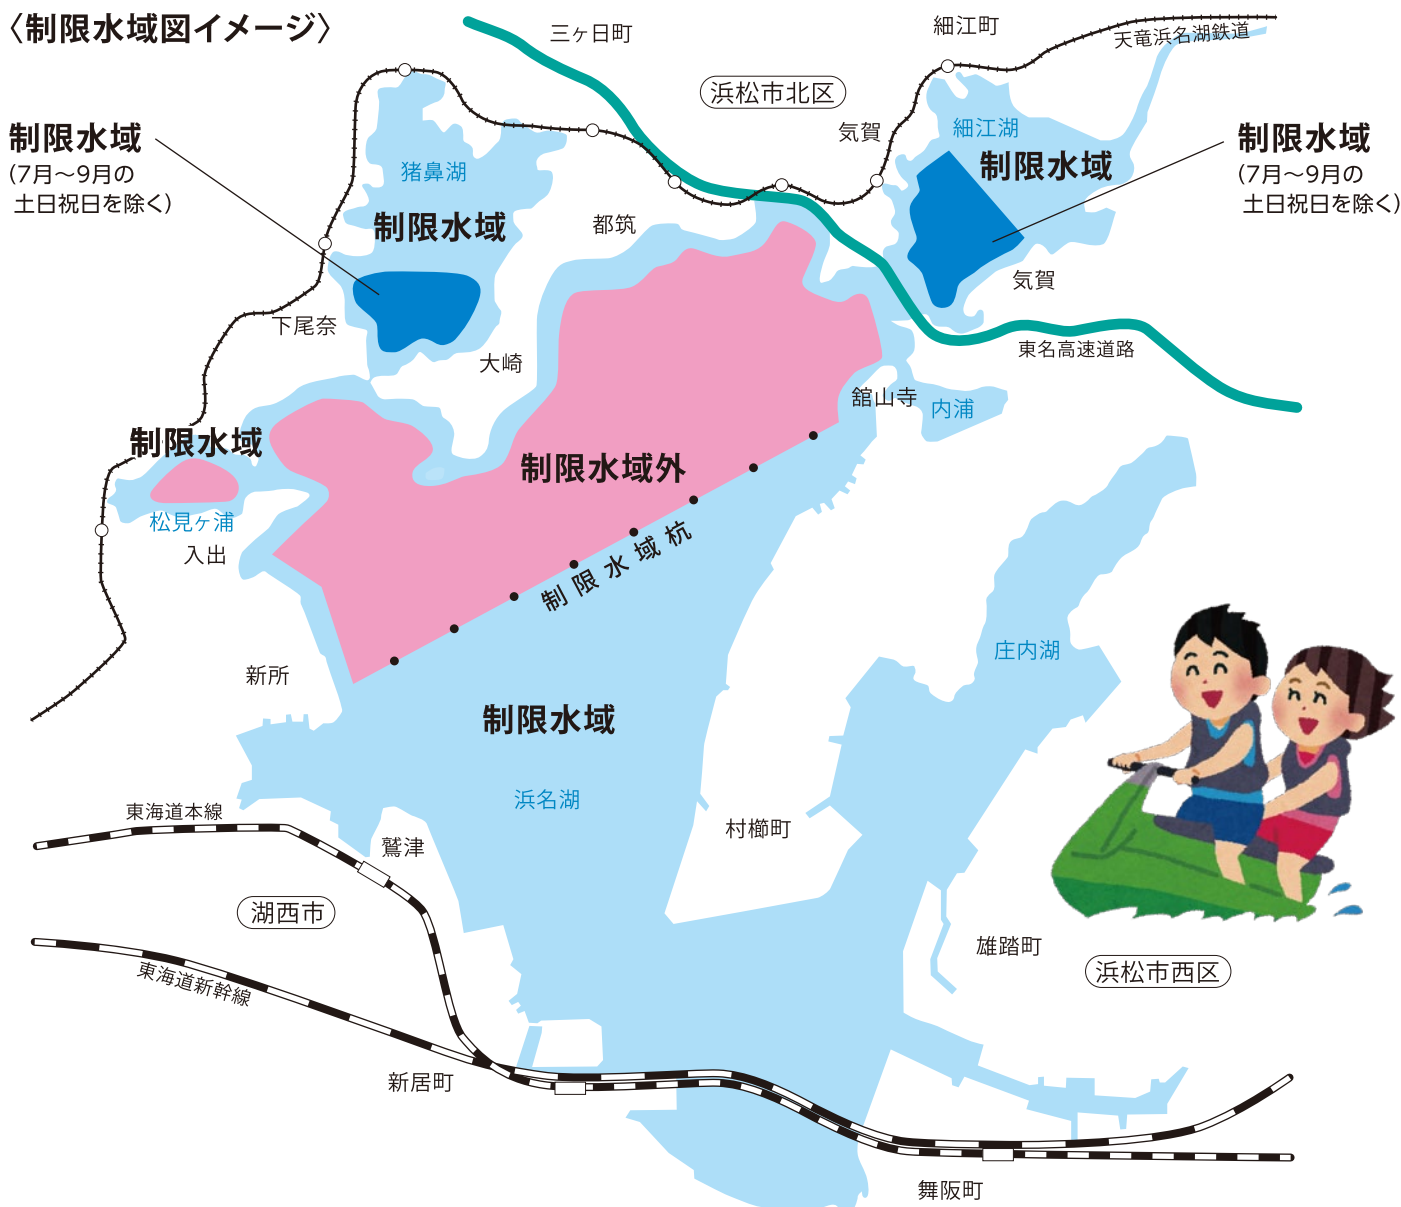 〈制限水域図イメージ〉
三ヶ日町
細江町
天竜浜名湖鉄道
浜松市北区
制限水域
(7月～9月の
土日祝日を除く)
猪鼻湖
制限水域
気賀
細江湖
制限水域
制限水域
(7月～9月の
土日祝日を除く)
都筑
気賀
下尾奈
大崎
東名高速道路
舘山寺
内浦
制限水域
制限水域外
松見ヶ浦
入出
制限水域杭
新所
制限水域
庄内湖
浜名湖
東海道本線
鷲津
村櫛町
湖西市
雄踏町
浜松市西区
東海道新幹線
新居町
舞阪町